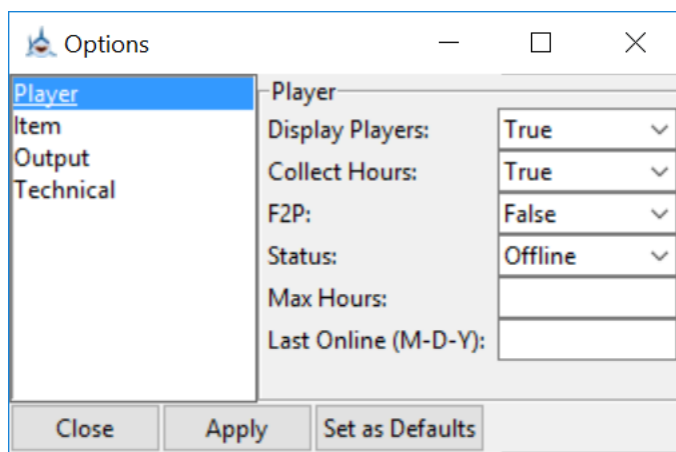 Options
Player
Item
Output
Technical
Player
Display Players: True
Collect Hours: True
F2P: False
Status: Offline
Max Hours:
Last Online (M-D-Y):
Close Apply Set as Defaults